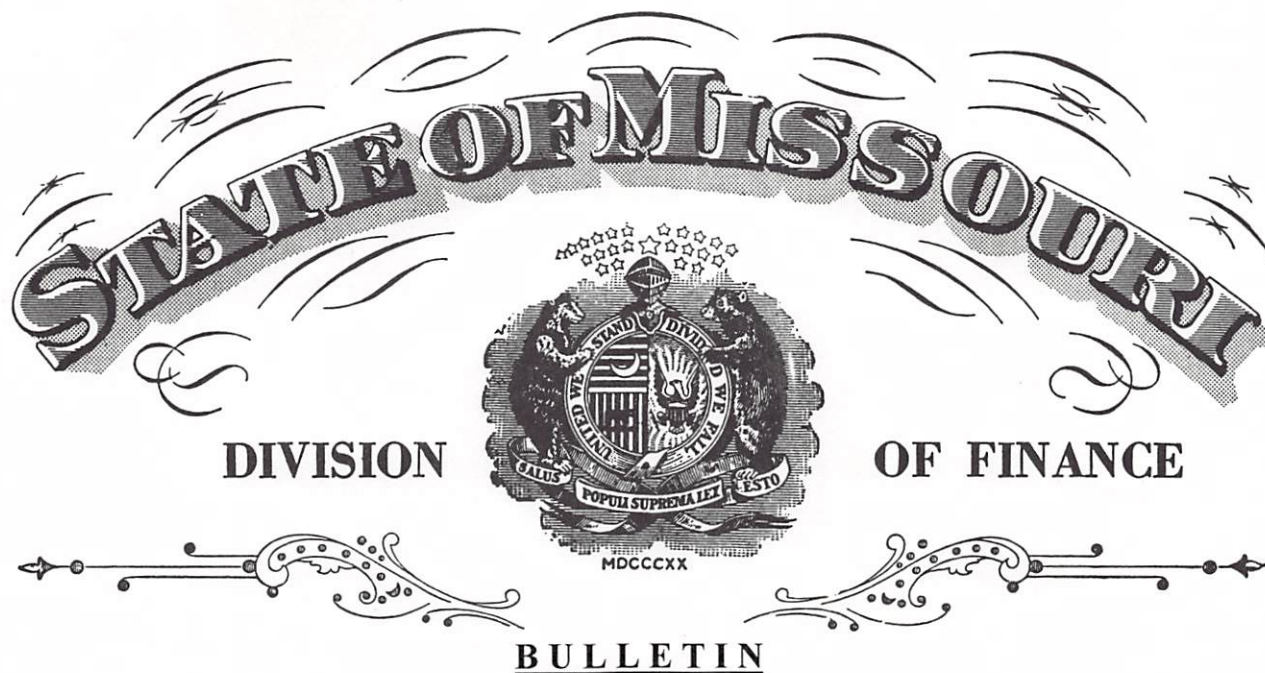 STATE OF MISSOURI
UNITED WE STAND DIVIDED WE FALL
DIVISION
OF FINANCE
SALUS POPULI SUPREMA LEX ESTO
MDCCCXX
BULLETIN